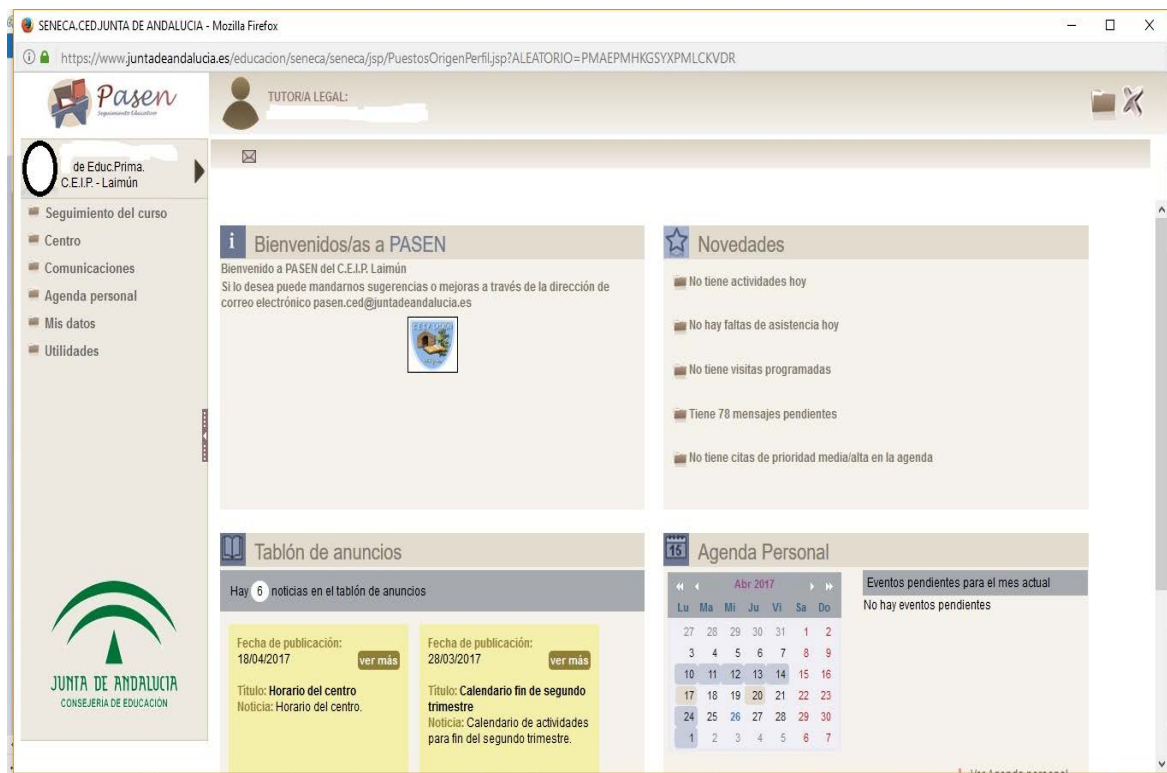 SENECA.CED.JUNTA DE ANDALUCIA - Mozilla Firefox
https://www.juntadeandalucia.es/educacion/seneca/seneca/jsp/PuestosOrigenPerfil.jsp?ALEATORIO=PMAEPMHKGSYXPMLCKVDR
Pasen
Seguimiento Educativo
TUTOR/A LEGAL:
de Educ.Prima.
C.E.I.P. - Laimún
Seguimiento del curso
Centro
Comunicaciones
Agenda personal
Mis datos
Utilidades
JUNTA DE ANDALUCIA
CONSEJERIA DE EDUCACIÓN
Bienvenidos/as a PASEN
Bienvenido a PASEN del C.E.I.P. Laimún
Si lo desea puede mandarnos sugerencias o mejoras a través de la dirección de
correo electrónico pasen.ced@juntadeandalucia.es
Novedades
No tiene actividades hoy
No hay faltas de asistencia hoy
No tiene visitas programadas
Tiene 78 mensajes pendientes
No tiene citas de prioridad media/alta en la agenda
Tablón de anuncios
Hay 6 noticias en el tablón de anuncios
Fecha de publicación:
18/04/2017 ver más
Título: Horario del centro
Noticia: Horario del centro.
Fecha de publicación:
28/03/2017 ver más
Título: Calendario fin de segundo
trimestre
Noticia: Calendario de actividades
para fin del segundo trimestre.
15 Agenda Personal
Abr 2017
Lu Ma Mi Ju Vi Sa Do
27 28 29 30 31 1 2
3 4 5 6 7 8 9
10 11 12 13 14 15 16
17 18 19 20 21 22 23
24 25 26 27 28 29 30
1 2 3 4 5 6 7
Eventos pendientes para el mes actual
No hay eventos pendientes